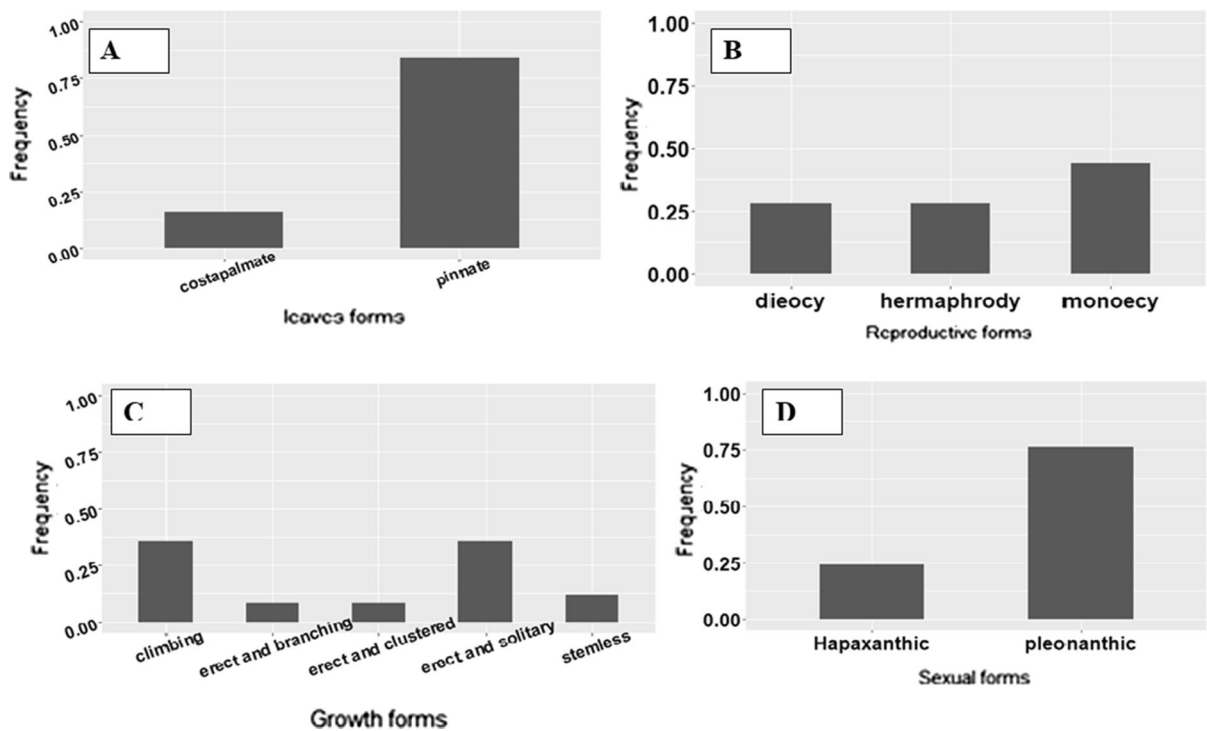 A
1.00
0.75
0.50
0.25
0.00
Frequency
costapalmate
pinnate
leaves forms
B
1.00
0.75
0.50
0.25
0.00
Frequency
dieocy
hermaphrody
monoecy
Reproductive forms
C
1.00
0.75
0.50
0.25
0.00
Frequency
climbing
erect and branching
erect and clustered
erect and solitary
stemless
Growth forms
D
1.00
0.75
0.50
0.25
0.00
Frequency
Hapaxanthic
pleonanthic
Sexual forms